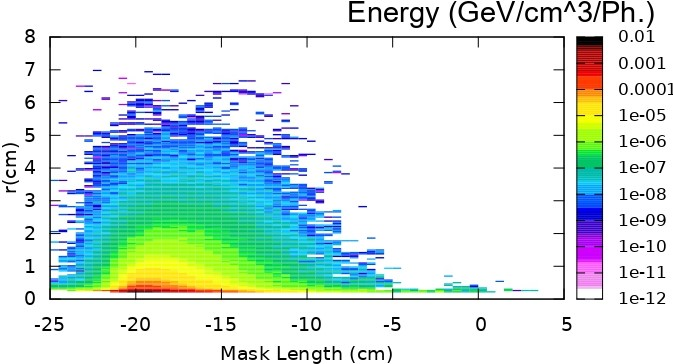 Energy (GeV/cm^3/Ph.)
8
7
6
5
4
3
2
1
0
r(cm)
-25 -20 -15 -10 -5 0 5
Mask Length (cm)
0.01
0.001
0.0001
1e-05
1e-06
1e-07
1e-08
1e-09
1e-10
1e-11
1e-12